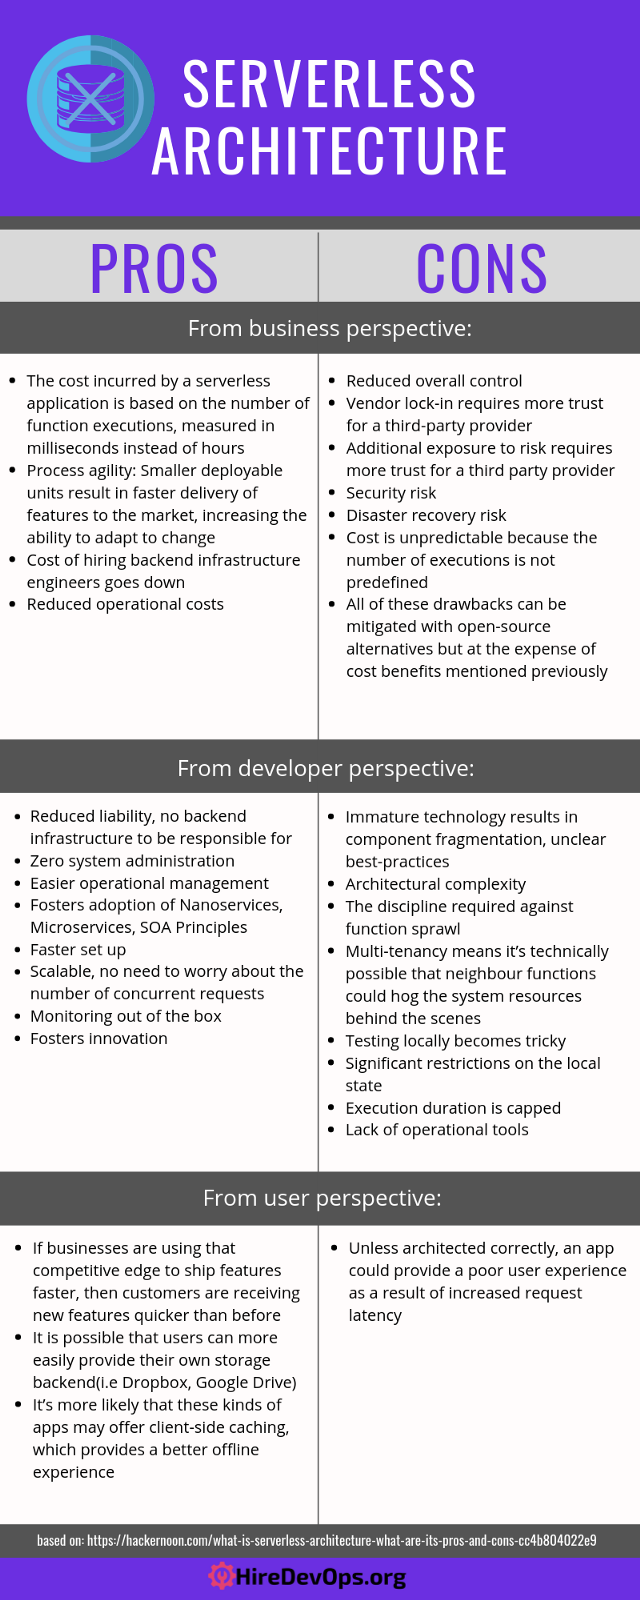 SERVERLESS
ARCHITECTURE
PROS
CONS
From business perspective:
• The cost incurred by a serverless
application is based on the number of
function executions, measured in
milliseconds instead of hours
• Process agility: Smaller deployable
units result in faster delivery of
features to the market, increasing the
ability to adapt to change
• Cost of hiring backend infrastructure
engineers goes down
• Reduced operational costs
• Reduced overall control
• Vendor lock-in requires more trust
for a third-party provider
• Additional exposure to risk requires
more trust for a third party provider
• Security risk
• Disaster recovery risk
• Cost is unpredictable because the
number of executions is not
predefined
• All of these drawbacks can be
mitigated with open-source
alternatives but at the expense of
cost benefits mentioned previously
From developer perspective:
• Reduced liability, no backend
infrastructure to be responsible for
• Zero system administration
• Easier operational management
• Fosters adoption of Nanoservices,
Microservices, SOA Principles
• Faster set up
• Scalable, no need to worry about the
number of concurrent requests
• Monitoring out of the box
• Fosters innovation
• Immature technology results in
component fragmentation, unclear
best-practices
• Architectural complexity
• The discipline required against
function sprawl
• Multi-tenancy means it’s technically
possible that neighbour functions
could hog the system resources
behind the scenes
• Testing locally becomes tricky
• Significant restrictions on the local
state
• Execution duration is capped
• Lack of operational tools
From user perspective:
• If businesses are using that
competitive edge to ship features
faster, then customers are receiving
new features quicker than before
• It is possible that users can more
easily provide their own storage
backend(i.e Dropbox, Google Drive)
• It’s more likely that these kinds of
apps may offer client-side caching,
which provides a better offline
experience
• Unless architected correctly, an app
could provide a poor user experience
as a result of increased request
latency
based on: https://hackernoon.com/what-is-serverless-architecture-what-are-its-pros-and-cons-cc4b804022e9
HireDevOps.org